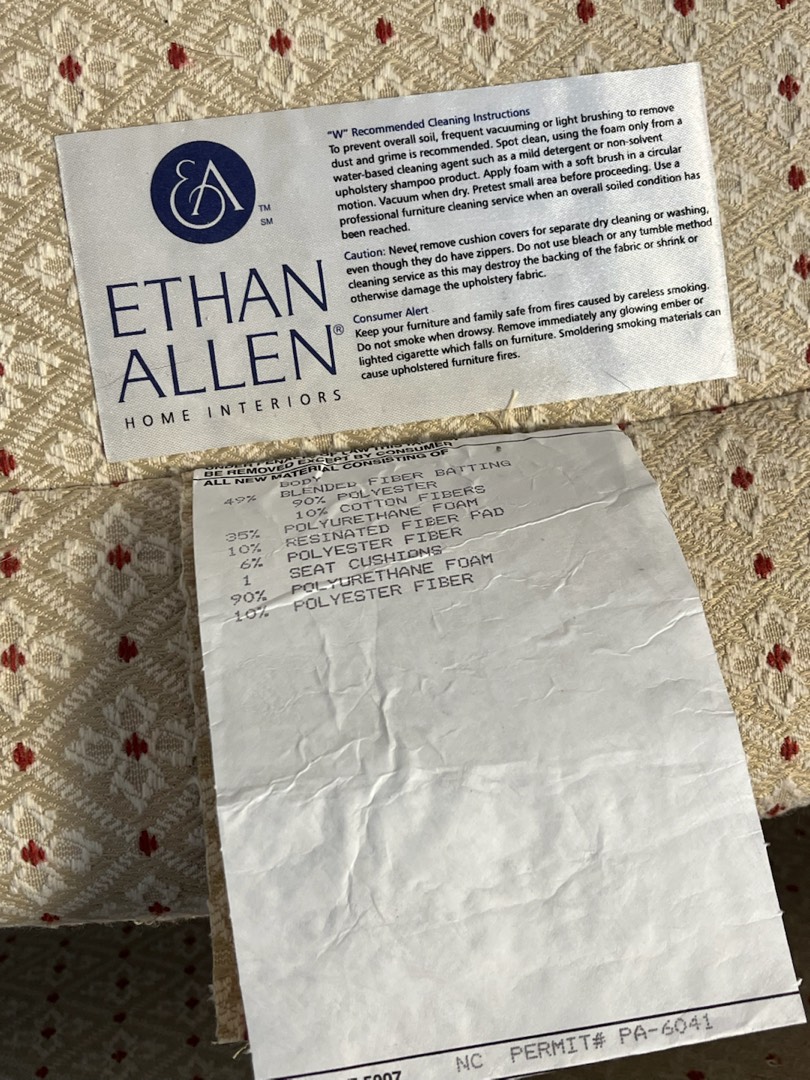 EA
TM
SM
ETHAN
ALLEN®
HOME INTERIORS
"W" Recommended Cleaning Instructions
To prevent overall soil, frequent vacuuming or light brushing to remove
dust and grime is recommended. Spot clean, using the foam only from a
water-based cleaning agent such as a mild detergent or non-solvent
upholstery shampoo product. Apply foam with a soft brush in a circular
motion. Vacuum when dry. Pretest small area before proceeding. Use a
professional furniture cleaning service when an overall soiled condition has
been reached.
Caution: Never remove cushion covers for separate dry cleaning or washing,
even though they do have zippers. Do not use bleach or any tumble method
cleaning service as this may destroy the backing of the fabric or shrink or
otherwise damage the upholstery fabric.
Consumer Alert
Keep your furniture and family safe from fires caused by careless smoking.
Do not smoke when drowsy. Remove immediately any glowing ember or
lighted cigarette which falls on furniture. Smoldering smoking materials can
cause upholstered furniture fires.
BE REMOVED EXCEPT BY CONSUMER
ALL NEW MATERIAL CONSISTING OF
BODY
49% BLENDED FIBER BATTING
90% POLYESTER
10% COTTON FIBERS
35% POLYURETHANE FOAM
10% RESINATED FIBER PAD
6% POLYESTER FIBER
1 SEAT CUSHIONS
90% POLYURETHANE FOAM
10% POLYESTER FIBER
NC PERMIT# PA-6041